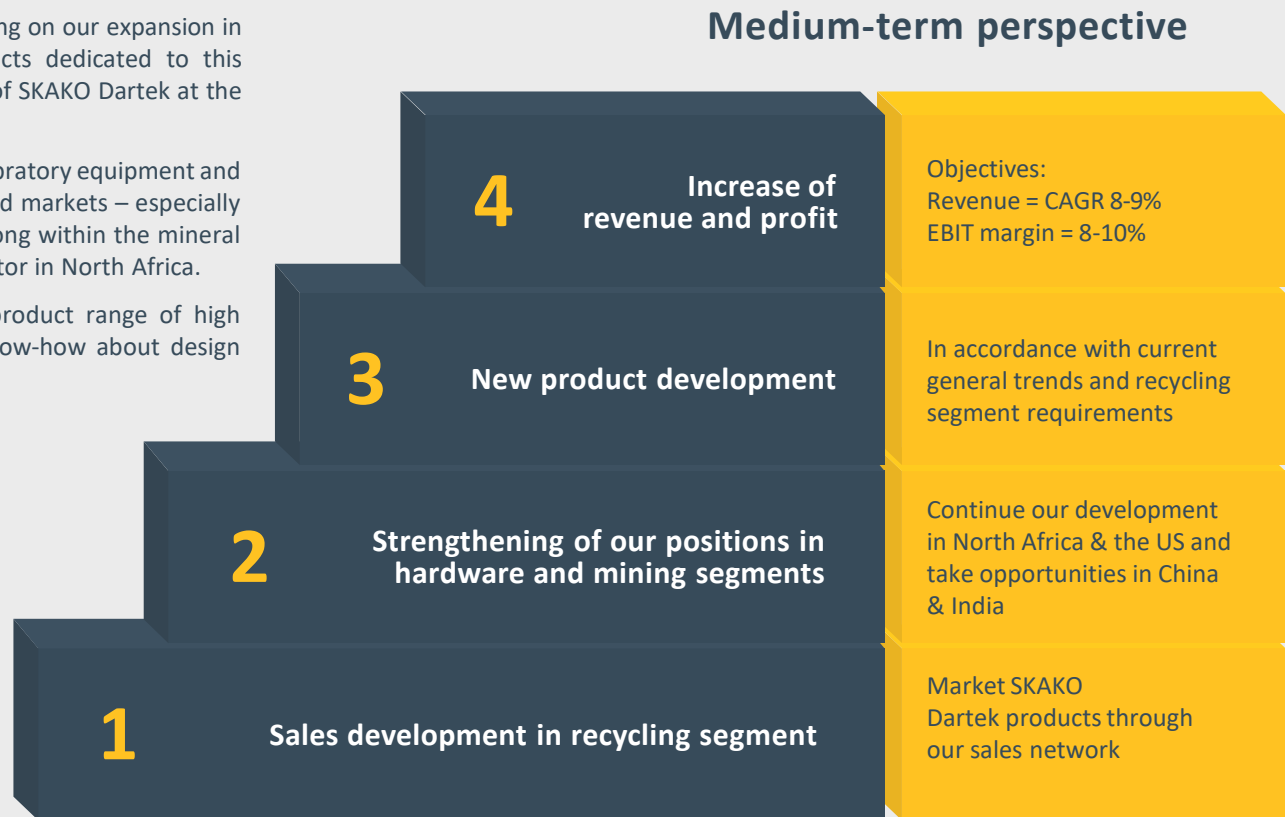 ng on our expansion in
cts dedicated to this
of SKAKO Dartek at the
oratory equipment and
d markets – especially
ong within the mineral
tor in North Africa.
product range of high
ow-how about design
Medium-term perspective
4
Increase of
revenue and profit
Objectives:
Revenue = CAGR 8-9%
EBIT margin = 8-10%
3
New product development
In accordance with current
general trends and recycling
segment requirements
2
Strengthening of our positions in
hardware and mining segments
Continue our development
in North Africa & the US and
take opportunities in China
& India
1
Sales development in recycling segment
Market SKAKO
Dartek products through
our sales network